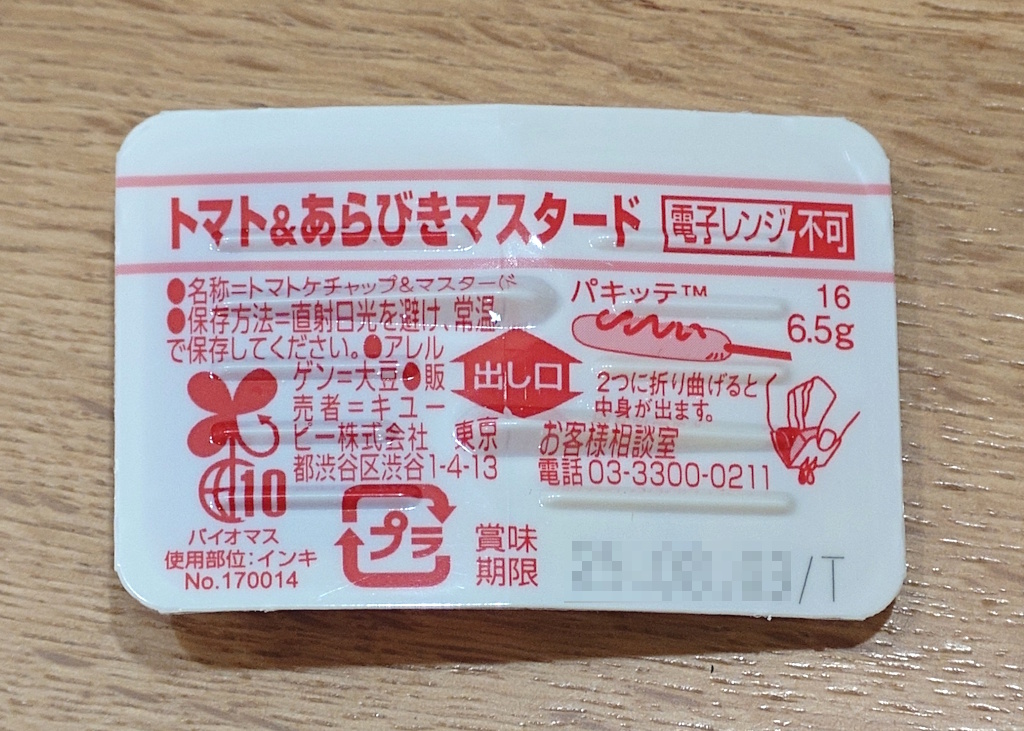 トマト&あらびきマスタード
電子レンジ不可
●名称=トマトケチャップ&マスタード
●保存方法=直射日光を避け、常温
で保存してください。●アレル
ゲン=大豆●販
売者=キユー
ピー株式会社 東京
都渋谷区渋谷1-4-13
10
バイオマス
使用部位:インキ
No.170014
プラ
出し口
パキッテ™
16
6.5g
2つに折り曲げると
中身が出ます。
お客様相談室
電話03-3300-0211
賞味
期限
/T